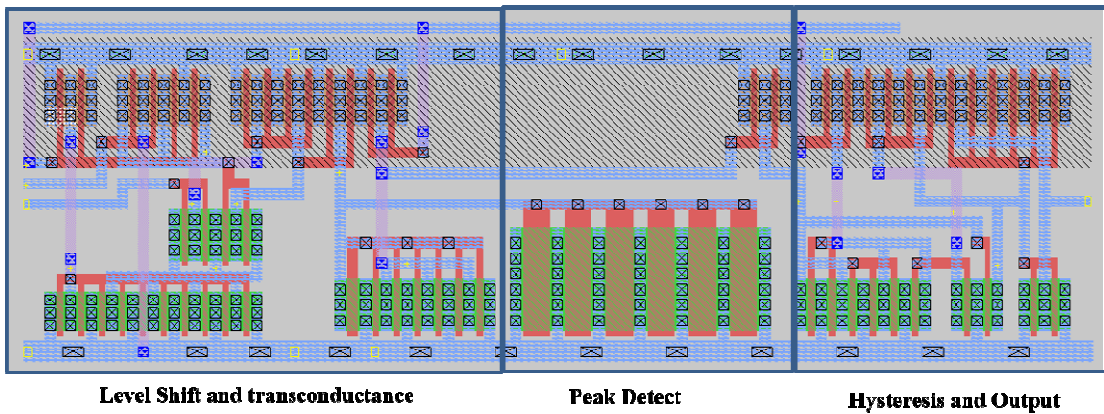 Level Shift and transconductance
Peak Detect
Hysteresis and Output